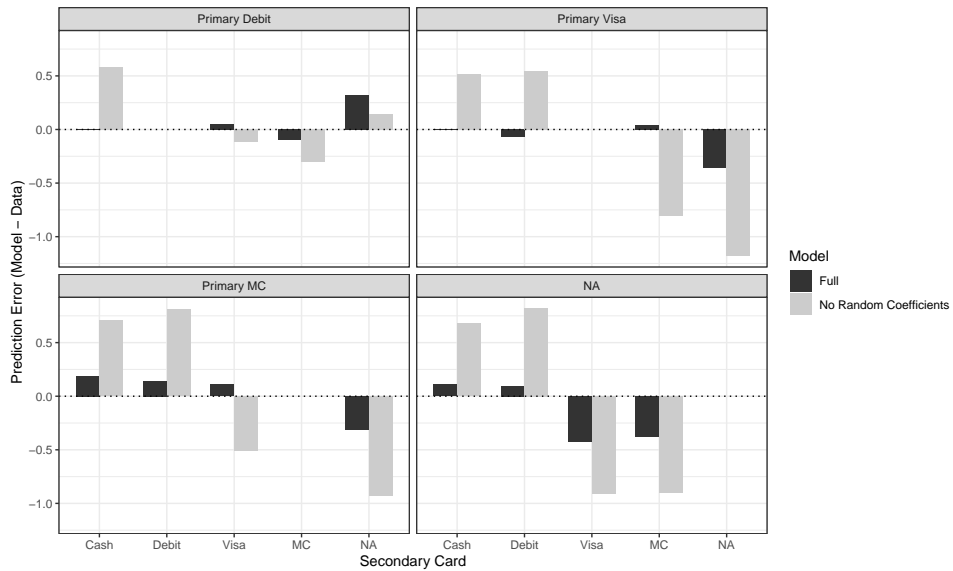 Primary Debit
Primary Visa
0.5
0.0
−0.5
−1.0
Primary MC
NA
0.5
0.0
−0.5
−1.0
Cash Debit Visa MC NA
Cash Debit Visa MC NA
Secondary Card
Prediction Error (Model − Data)
Model
Full
No Random Coefficients